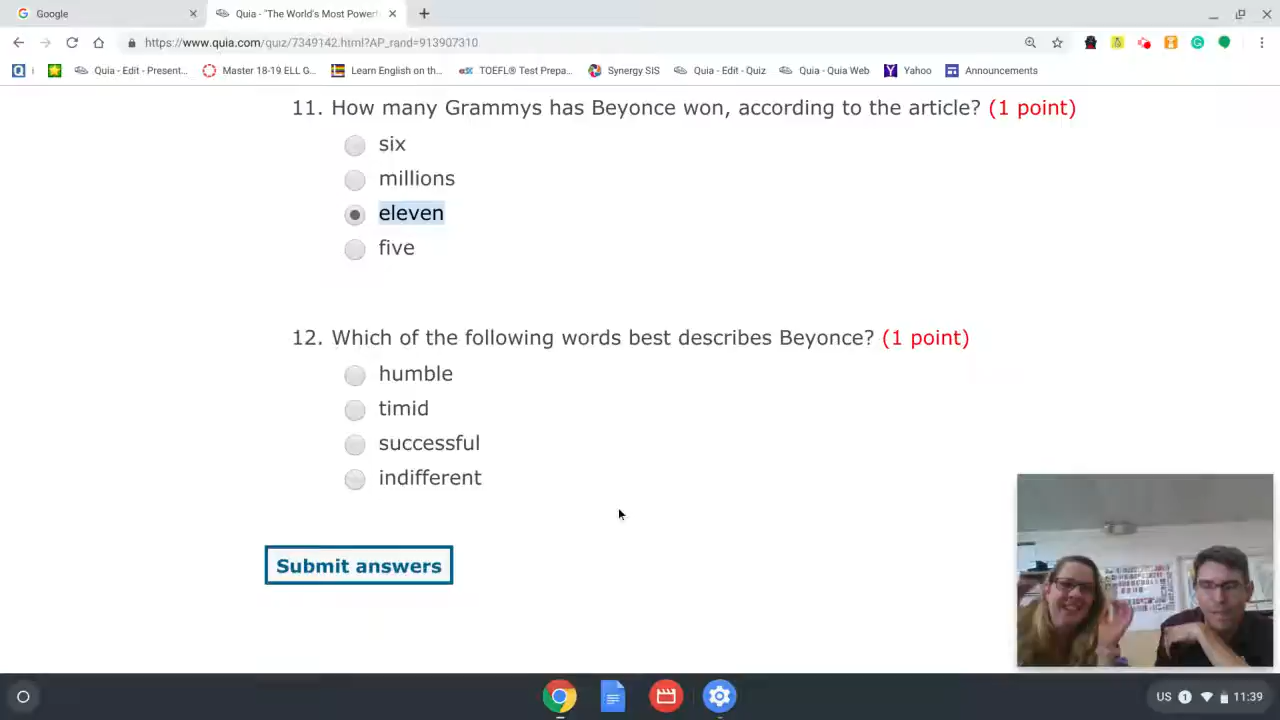 Google
Quia - "The World's Most Powerf
https://www.quia.com/quiz/7349142.html?AP_rand=913907310
Quia - Edit - Present...
Master 18-19 ELL G...
Learn English on th...
TOEFL® Test Prepa...
Synergy SIS
Quia - Edit - Quiz
Quia - Quia Web
Yahoo
Announcements
11. How many Grammys has Beyonce won, according to the article? (1 point)
six
millions
eleven
five
12. Which of the following words best describes Beyonce? (1 point)
humble
timid
successful
indifferent
Submit answers
US 1 11:39